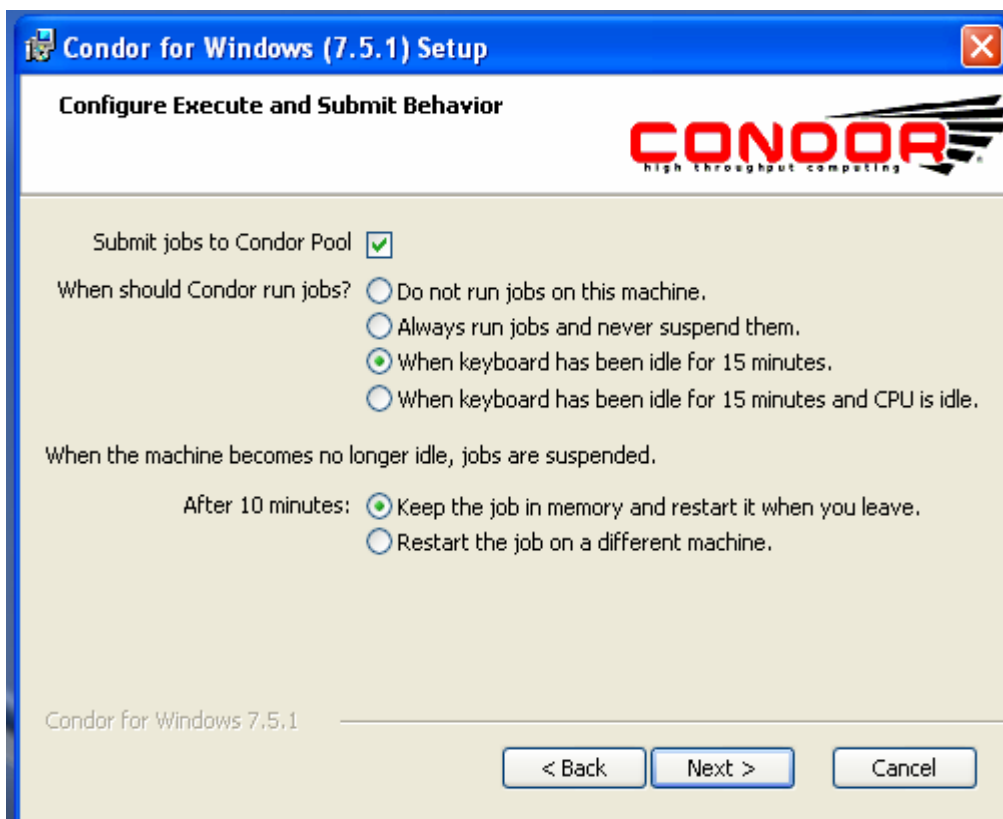 Condor for Windows (7.5.1) Setup
Configure Execute and Submit Behavior
CONDOR
high throughput computing
Submit jobs to Condor Pool
When should Condor run jobs? Do not run jobs on this machine.
Always run jobs and never suspend them.
When keyboard has been idle for 15 minutes.
When keyboard has been idle for 15 minutes and CPU is idle.
When the machine becomes no longer idle, jobs are suspended.
After 10 minutes: Keep the job in memory and restart it when you leave.
Restart the job on a different machine.
Condor for Windows 7.5.1
< Back Next > Cancel